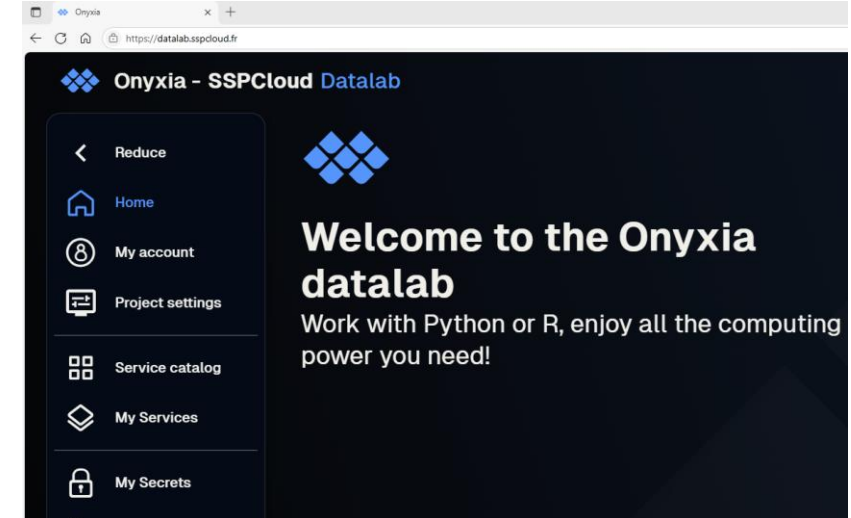 Onyxia
https://datalab.sspcloud.fr
Onyxia - SSPCloud Datalab
Reduce
Home
My account
Project settings
Service catalog
My Services
My Secrets
Welcome to the Onyxia
datalab
Work with Python or R, enjoy all the computing
power you need!